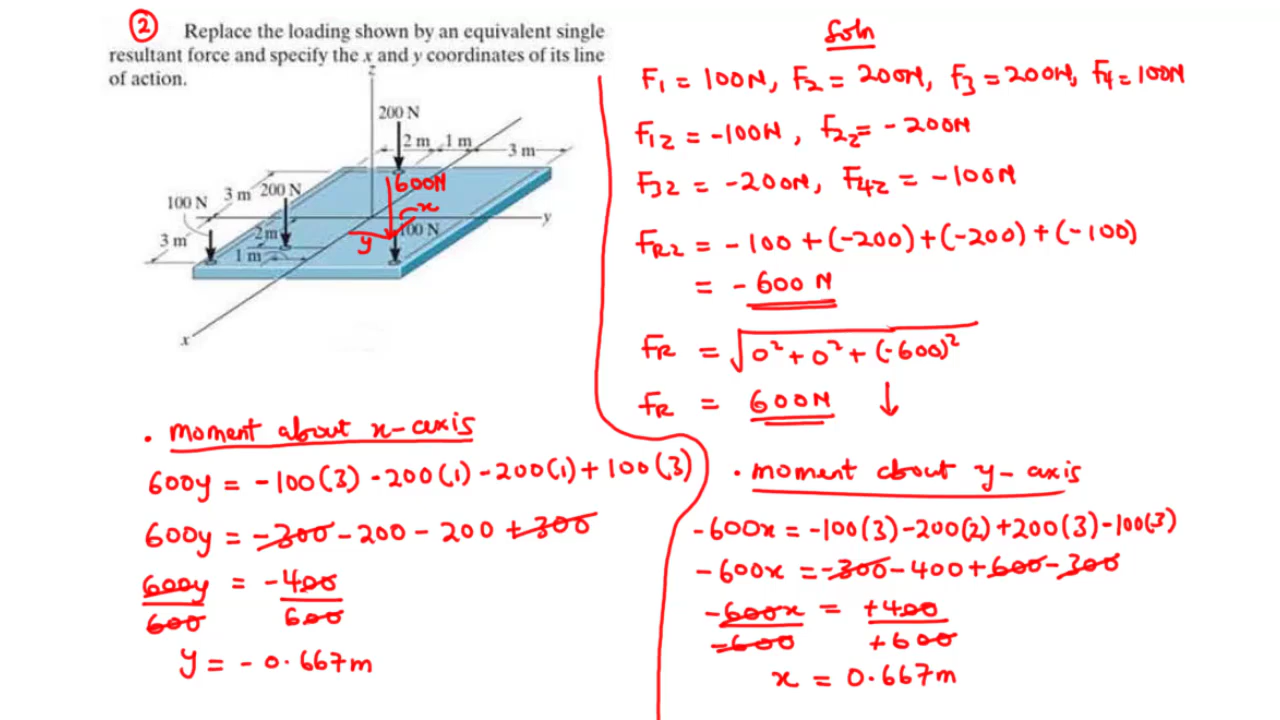 ②
Replace the loading shown by an equivalent single
resultant force and specify the x and y coordinates of its line
of action.
z
200 N
2 m
1 m
3 m
600N
x
3 m
200 N
100 N
y
2 m
y
100 N
3 m
1 m
x
Soln
F1 = 100N, F2 = 200N, F3 = 200N, F4 = 100N
F1z = -100N, F2z = -200N
F3z = -200N, F4z = -100N
FRz = -100 + (-200) + (-200) + (-100)
= -600 N
FR = √0² + 0² + (-600)²
FR = 600N ↓
. moment about x-axis
600y = -100(3) - 200(1) - 200(1) + 100(3)
600y = -300 - 200 - 200 + 300
600y = -400
600 600
y = -0.667m
. moment about y-axis
-600x = -100(3) - 200(2) + 200(3) - 100(3)
-600x = -300 - 400 + 600 - 300
-600x = +400
-600 +600
x = 0.667m